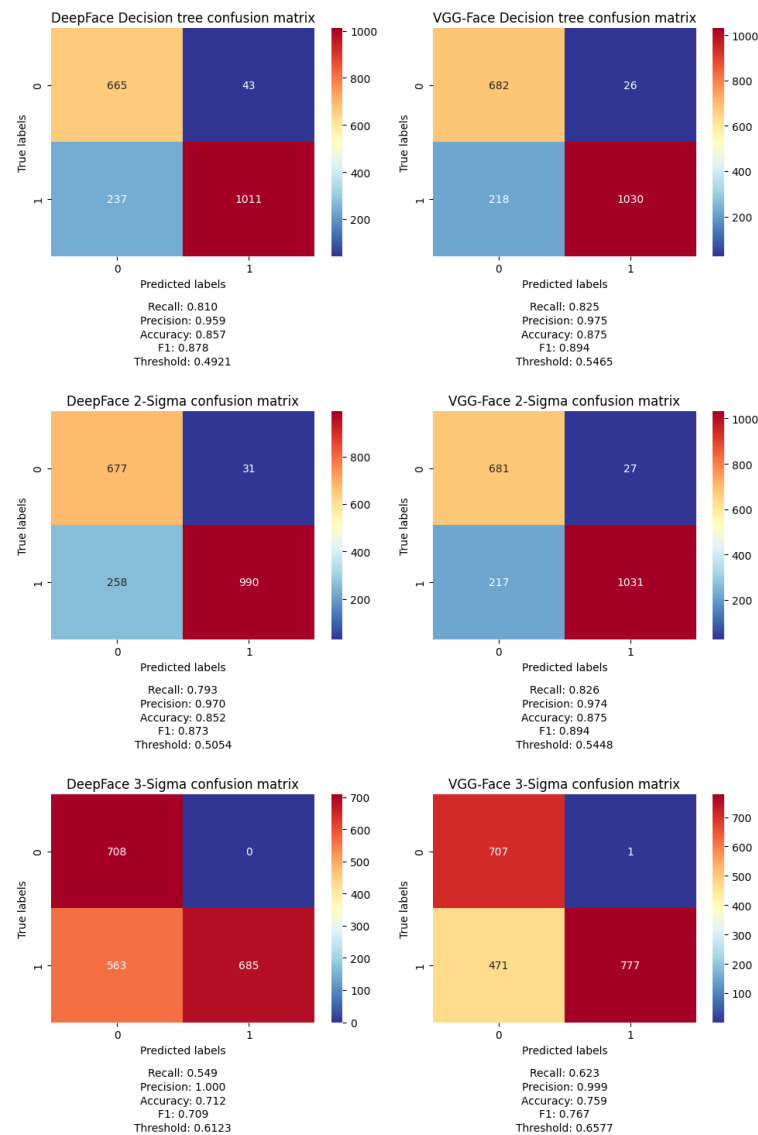 DeepFace Decision tree confusion matrix
True labels
0
1
665
43
237
1011
0
1
Predicted labels
1000
800
600
400
200
Recall: 0.810
Precision: 0.959
Accuracy: 0.857
F1: 0.878
Threshold: 0.4921
VGG-Face Decision tree confusion matrix
True labels
0
1
682
26
218
1030
0
1
Predicted labels
1000
800
600
400
200
Recall: 0.825
Precision: 0.975
Accuracy: 0.875
F1: 0.894
Threshold: 0.5465
DeepFace 2-Sigma confusion matrix
True labels
0
1
677
31
258
990
0
1
Predicted labels
800
600
400
200
Recall: 0.793
Precision: 0.970
Accuracy: 0.852
F1: 0.873
Threshold: 0.5054
VGG-Face 2-Sigma confusion matrix
True labels
0
1
681
27
217
1031
0
1
Predicted labels
1000
800
600
400
200
Recall: 0.826
Precision: 0.974
Accuracy: 0.875
F1: 0.894
Threshold: 0.5448
DeepFace 3-Sigma confusion matrix
True labels
0
1
708
0
563
685
0
1
Predicted labels
700
600
500
400
300
200
100
0
Recall: 0.549
Precision: 1.000
Accuracy: 0.712
F1: 0.709
Threshold: 0.6123
VGG-Face 3-Sigma confusion matrix
True labels
0
1
707
1
471
777
0
1
Predicted labels
700
600
500
400
300
200
100
Recall: 0.623
Precision: 0.999
Accuracy: 0.759
F1: 0.767
Threshold: 0.6577